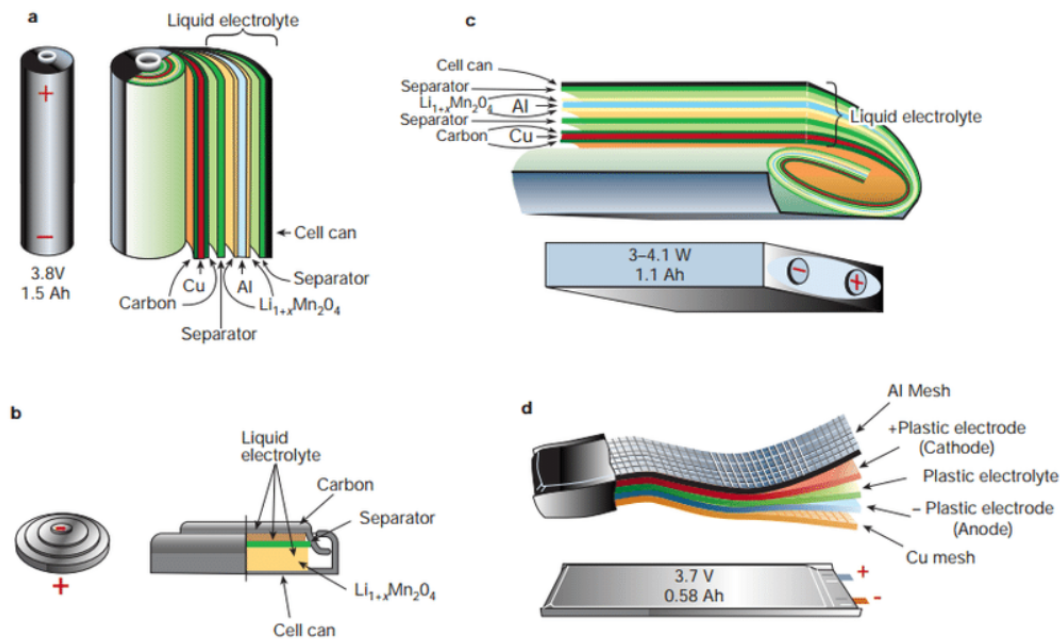 a
Liquid electrolyte
+
−
3.8V
1.5 Ah
Cell can
Separator
Al
Li1+xMn2O4
Cu
Carbon
Separator
c
Cell can
Separator
Li1+xMn2O4
Al
Separator
Carbon
Cu
Liquid electrolyte
3–4.1 W
1.1 Ah
−
+
b
−
+
Liquid
electrolyte
Carbon
Separator
Li1+xMn2O4
Cell can
d
Al Mesh
+Plastic electrode
(Cathode)
Plastic electrolyte
− Plastic electrode
(Anode)
Cu mesh
3.7 V
0.58 Ah
+
-